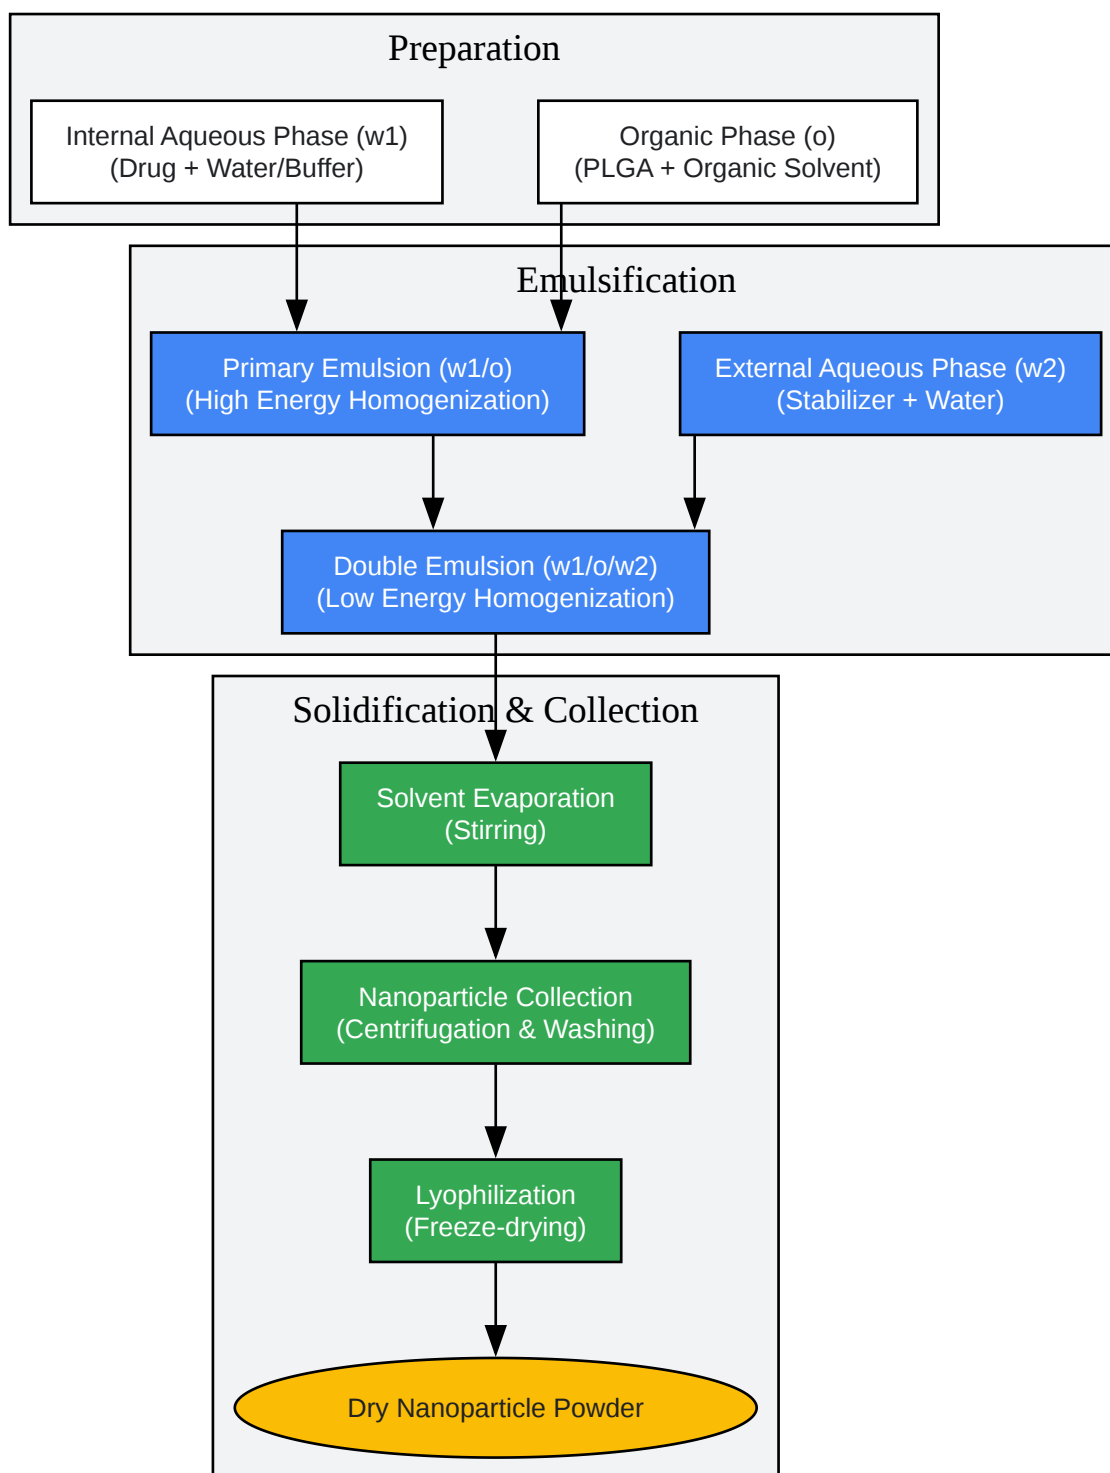 Preparation
Internal Aqueous Phase (w1)
(Drug + Water/Buffer)
Organic Phase (o)
(PLGA + Organic Solvent)
Emulsification
Primary Emulsion (w1/o)
(High Energy Homogenization)
External Aqueous Phase (w2)
(Stabilizer + Water)
Double Emulsion (w1/o/w2)
(Low Energy Homogenization)
Solidification & Collection
Solvent Evaporation
(Stirring)
Nanoparticle Collection
(Centrifugation & Washing)
Lyophilization
(Freeze-drying)
Dry Nanoparticle Powder